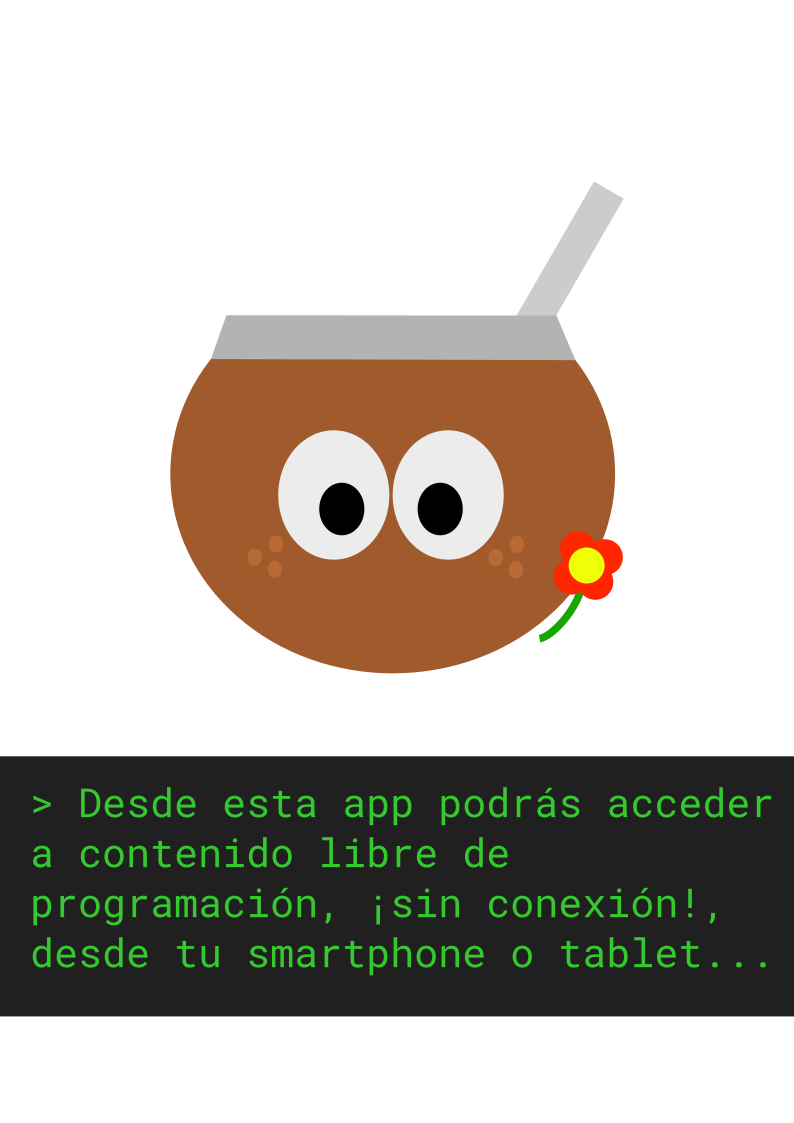 > Desde esta app podrás acceder
a contenido libre de
programación, ¡sin conexión!,
desde tu smartphone o tablet...